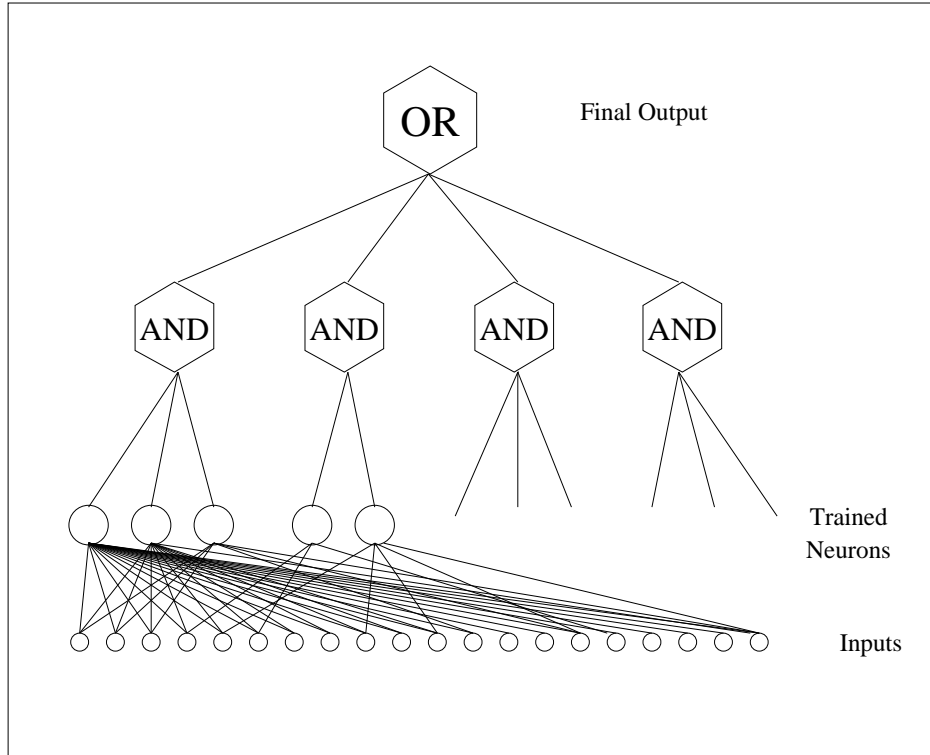 OR
Final Output
AND
AND
AND
AND
Trained
Neurons
Inputs